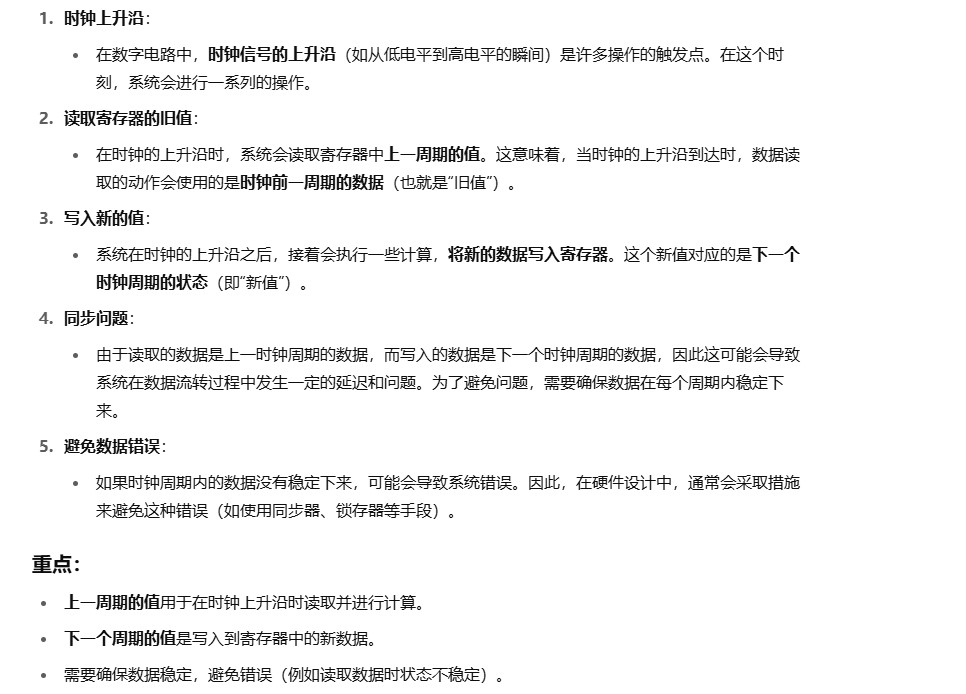 1. 时钟上升沿：
• 在数字电路中，时钟信号的上升沿（如从低电平到高电平的瞬间）是许多操作的触发点。在这个时
刻，系统会进行一系列的操作。
2. 读取寄存器的旧值：
• 在时钟的上升沿时，系统会读取寄存器中上一周期的值。这意味着，当时钟的上升沿到达时，数据读
取的动作会使用的是时钟前一周期的数据（也就是“旧值”）。
3. 写入新的值：
• 系统在时钟的上升沿之后，接着会执行一些计算，将新的数据写入寄存器。这个新值对应的是下一个
时钟周期的状态（即“新值”）。
4. 同步问题：
• 由于读取的数据是上一时钟周期的数据，而写入的数据是下一个时钟周期的数据，因此这可能会导致
系统在数据流转过程中发生一定的延迟和问题。为了避免问题，需要确保数据在每个周期内稳定下
来。
5. 避免数据错误：
• 如果时钟周期内的数据没有稳定下来，可能会导致系统错误。因此，在硬件设计中，通常会采取措施
来避免这种错误（如使用同步器、锁存器等手段）。
重点：
• 上一周期的值用于在时钟上升沿时读取并进行计算。
• 下一个周期的值是写入到寄存器中的新数据。
• 需要确保数据稳定，避免错误（例如读取数据时状态不稳定）。